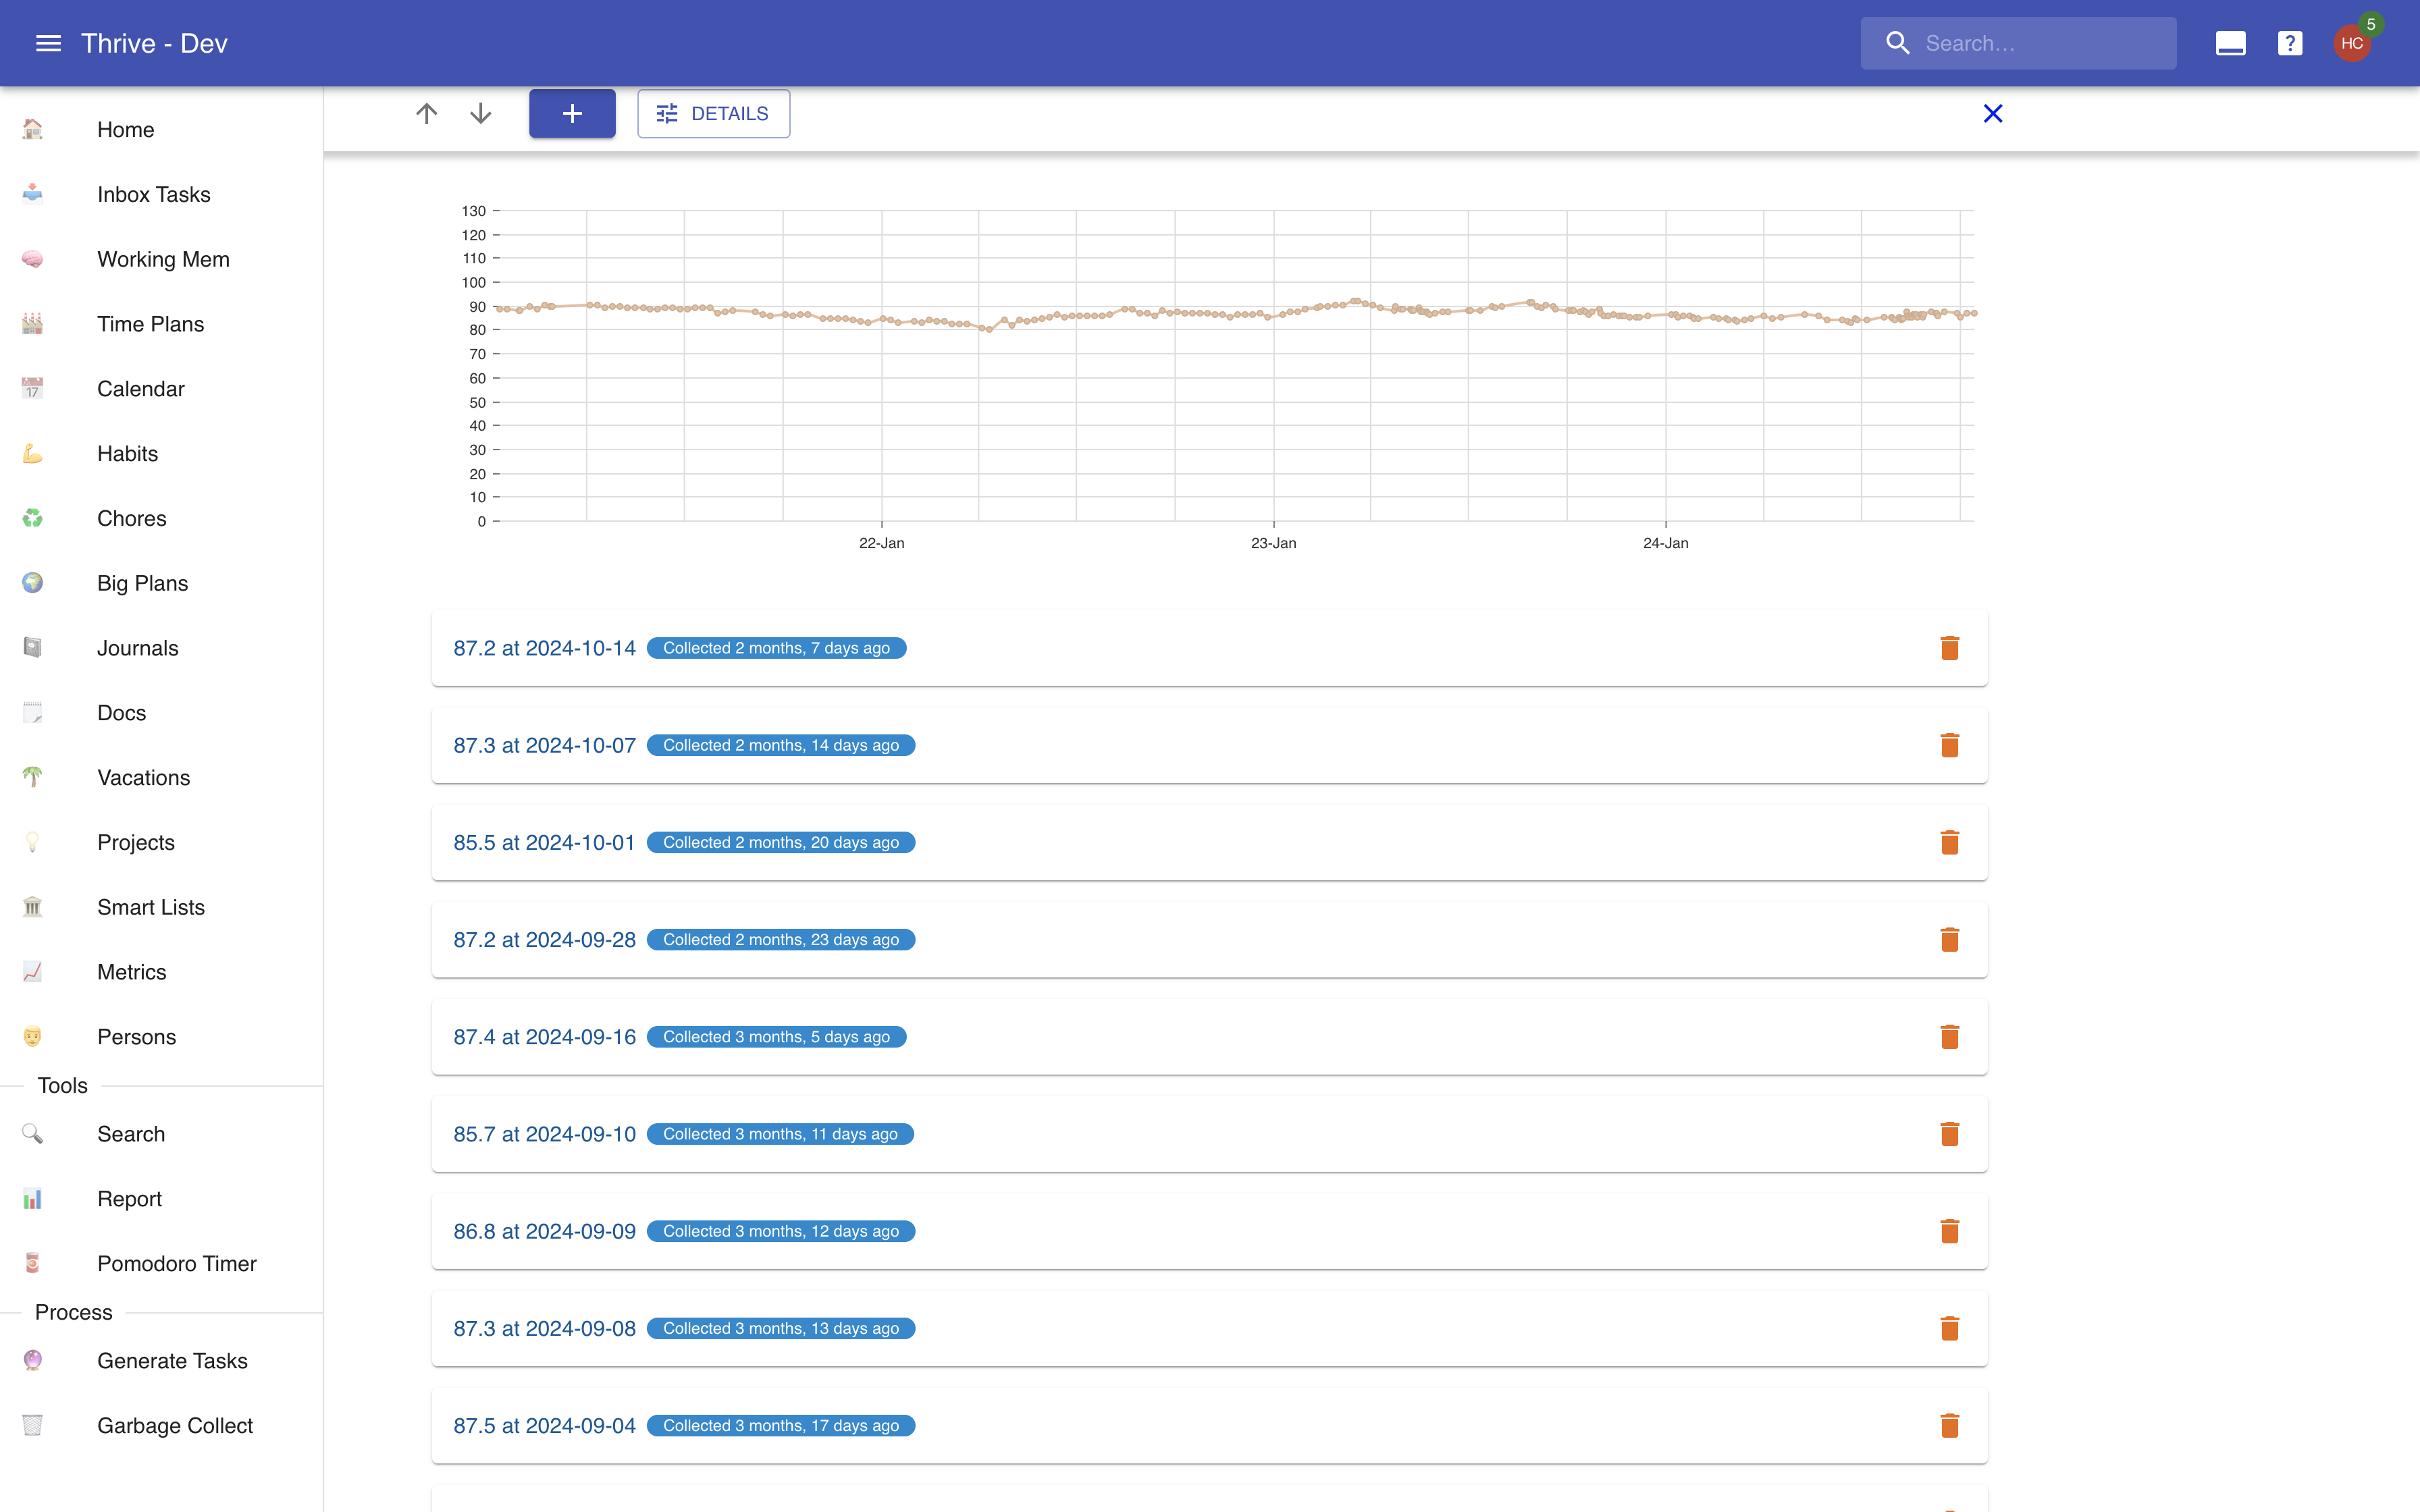 Thrive - Dev
Search...
?
HC
5
Home
Inbox Tasks
Working Mem
Time Plans
17
Calendar
Habits
Chores
Big Plans
Journals
Docs
Vacations
Projects
Smart Lists
Metrics
Persons
Tools
Search
Report
Pomodoro Timer
Process
Generate Tasks
Garbage Collect
+ DETAILS
130
120
110
100
90
80
70
60
50
40
30
20
10
0
22-Jan 23-Jan 24-Jan
87.2 at 2024-10-14 Collected 2 months, 7 days ago
87.3 at 2024-10-07 Collected 2 months, 14 days ago
85.5 at 2024-10-01 Collected 2 months, 20 days ago
87.2 at 2024-09-28 Collected 2 months, 23 days ago
87.4 at 2024-09-16 Collected 3 months, 5 days ago
85.7 at 2024-09-10 Collected 3 months, 11 days ago
86.8 at 2024-09-09 Collected 3 months, 12 days ago
87.3 at 2024-09-08 Collected 3 months, 13 days ago
87.5 at 2024-09-04 Collected 3 months, 17 days ago